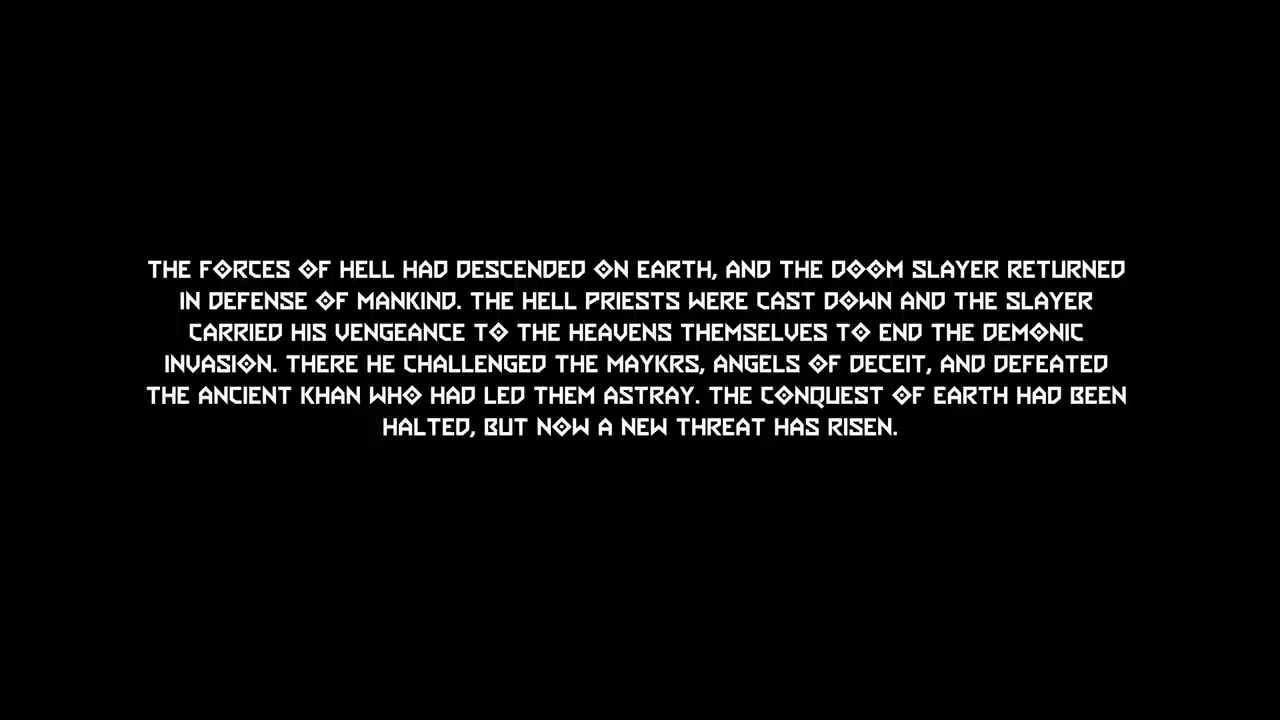 THE FORCES OF HELL HAD DESCENDED ON EARTH, AND THE DOOM SLAYER RETURNED
IN DEFENSE OF MANKIND. THE HELL PRIESTS WERE CAST DOWN AND THE SLAYER
CARRIED HIS VENGEANCE TO THE HEAVENS THEMSELVES TO END THE DEMONIC
INVASION. THERE HE CHALLENGED THE MAYKRS, ANGELS OF DECEIT, AND DEFEATED
THE ANCIENT KHAN WHO HAD LED THEM ASTRAY. THE CONQUEST OF EARTH HAD BEEN
HALTED, BUT NOW A NEW THREAT HAS RISEN.